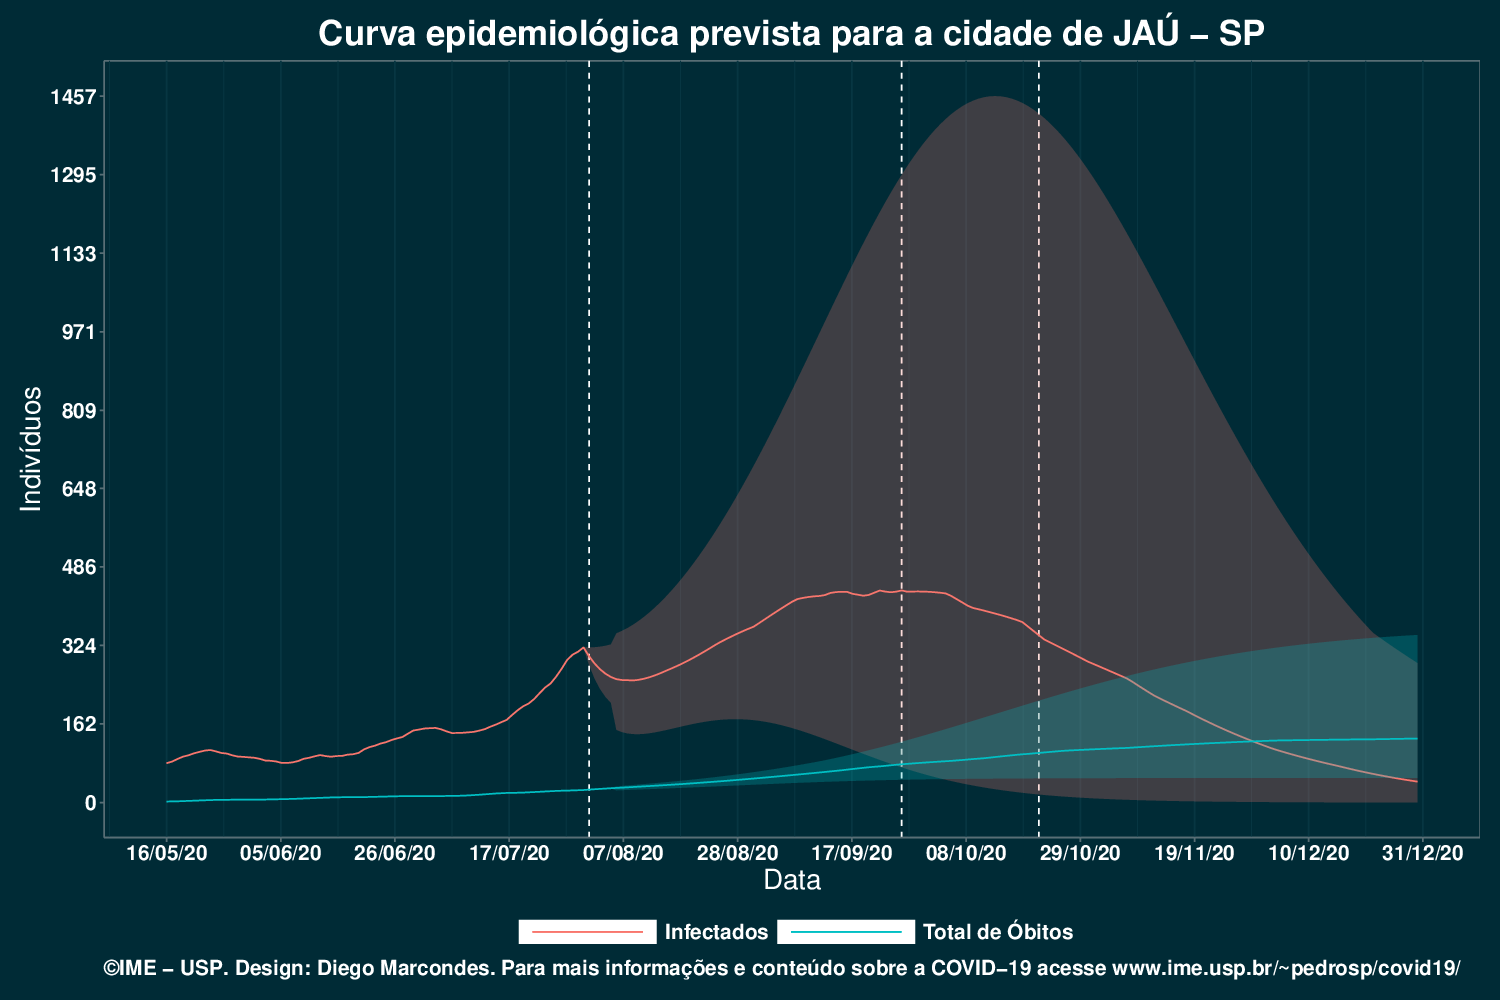 Curva epidemiológica prevista para a cidade de JAÚ – SP
1457
1295
1133
971
809
648
486
324
162
0
Indivíduos
16/05/20 05/06/20 26/06/20 17/07/20 07/08/20 28/08/20 17/09/20 08/10/20 29/10/20 19/11/20 10/12/20 31/12/20
Data
Infectados Total de Óbitos
©IME – USP. Design: Diego Marcondes. Para mais informações e conteúdo sobre a COVID–19 acesse www.ime.usp.br/~pedrosp/covid19/